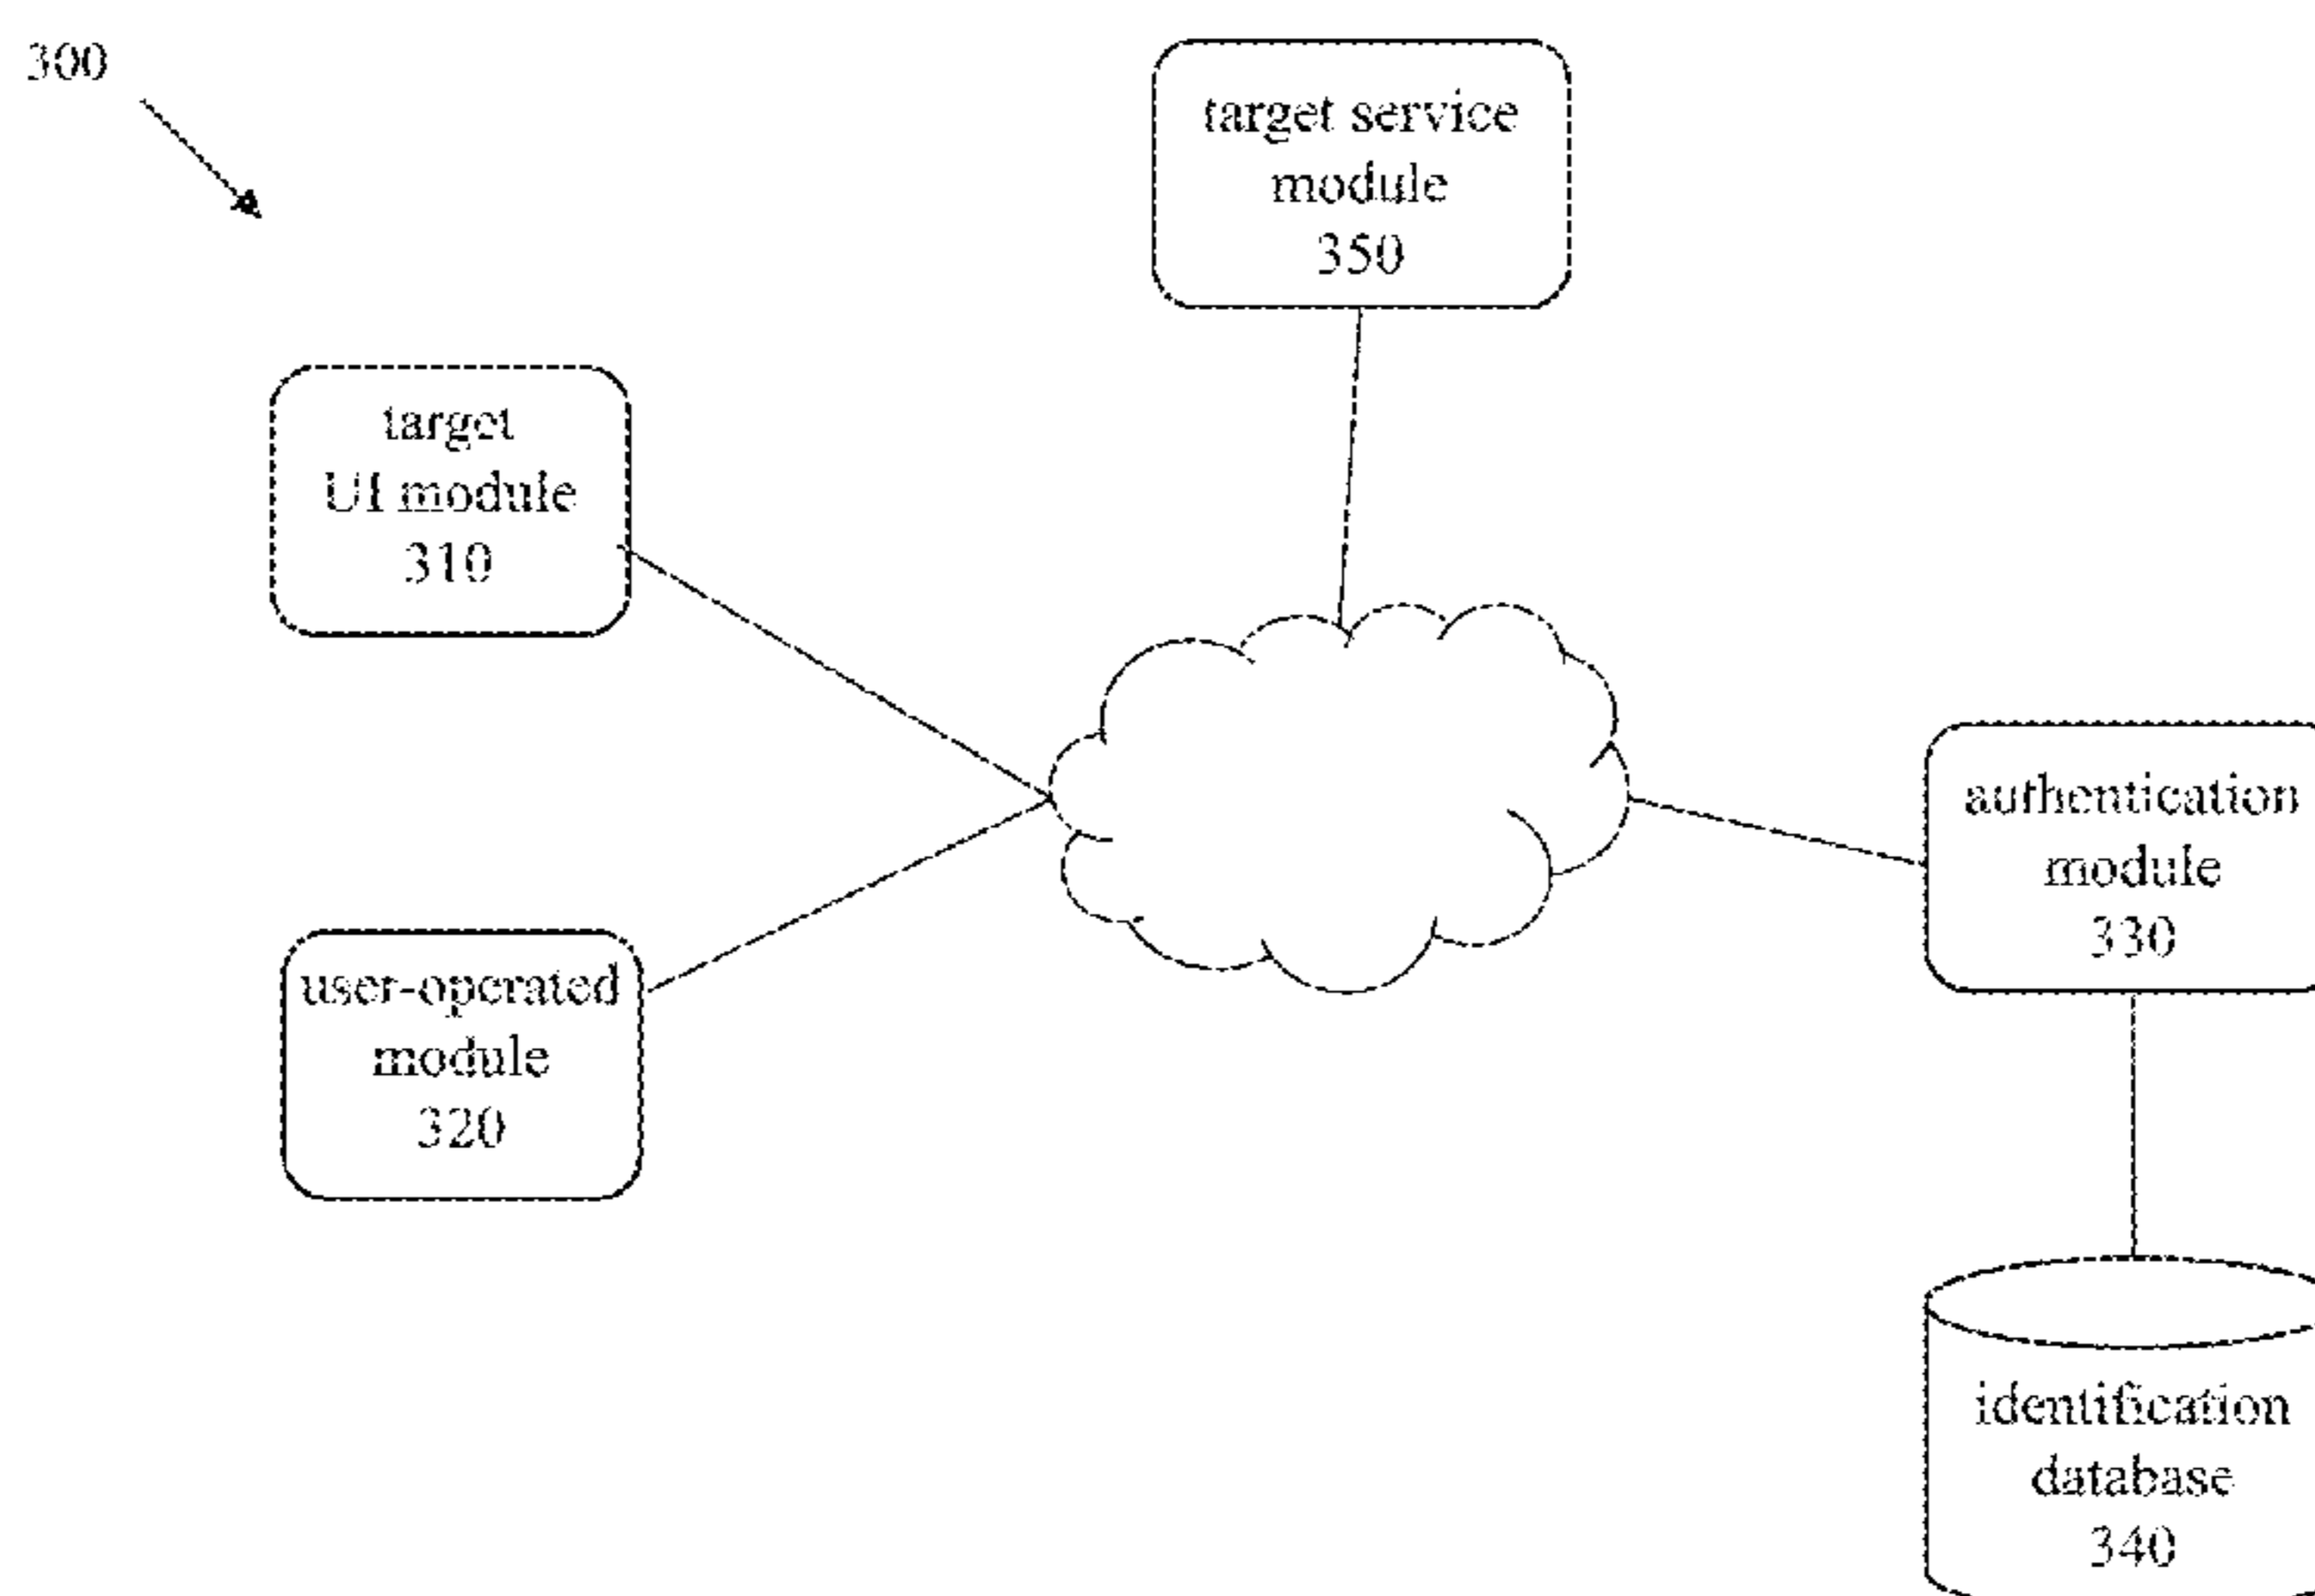 300
target service
module
350
target
UI module
310
authentication
module
330
user-operated
module
320
identification
database
340